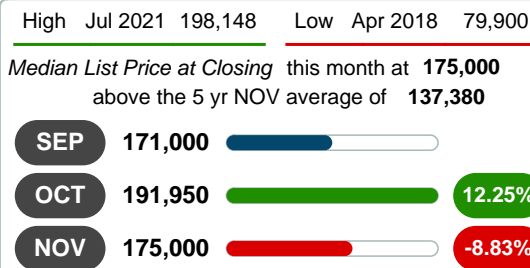 High Jul 2021 198,148 Low Apr 2018 79,900
Median List Price at Closing this month at 175,000
above the 5 yr NOV average of 137,380
SEP 171,000
OCT 191,950 12.25%
NOV 175,000 -8.83%